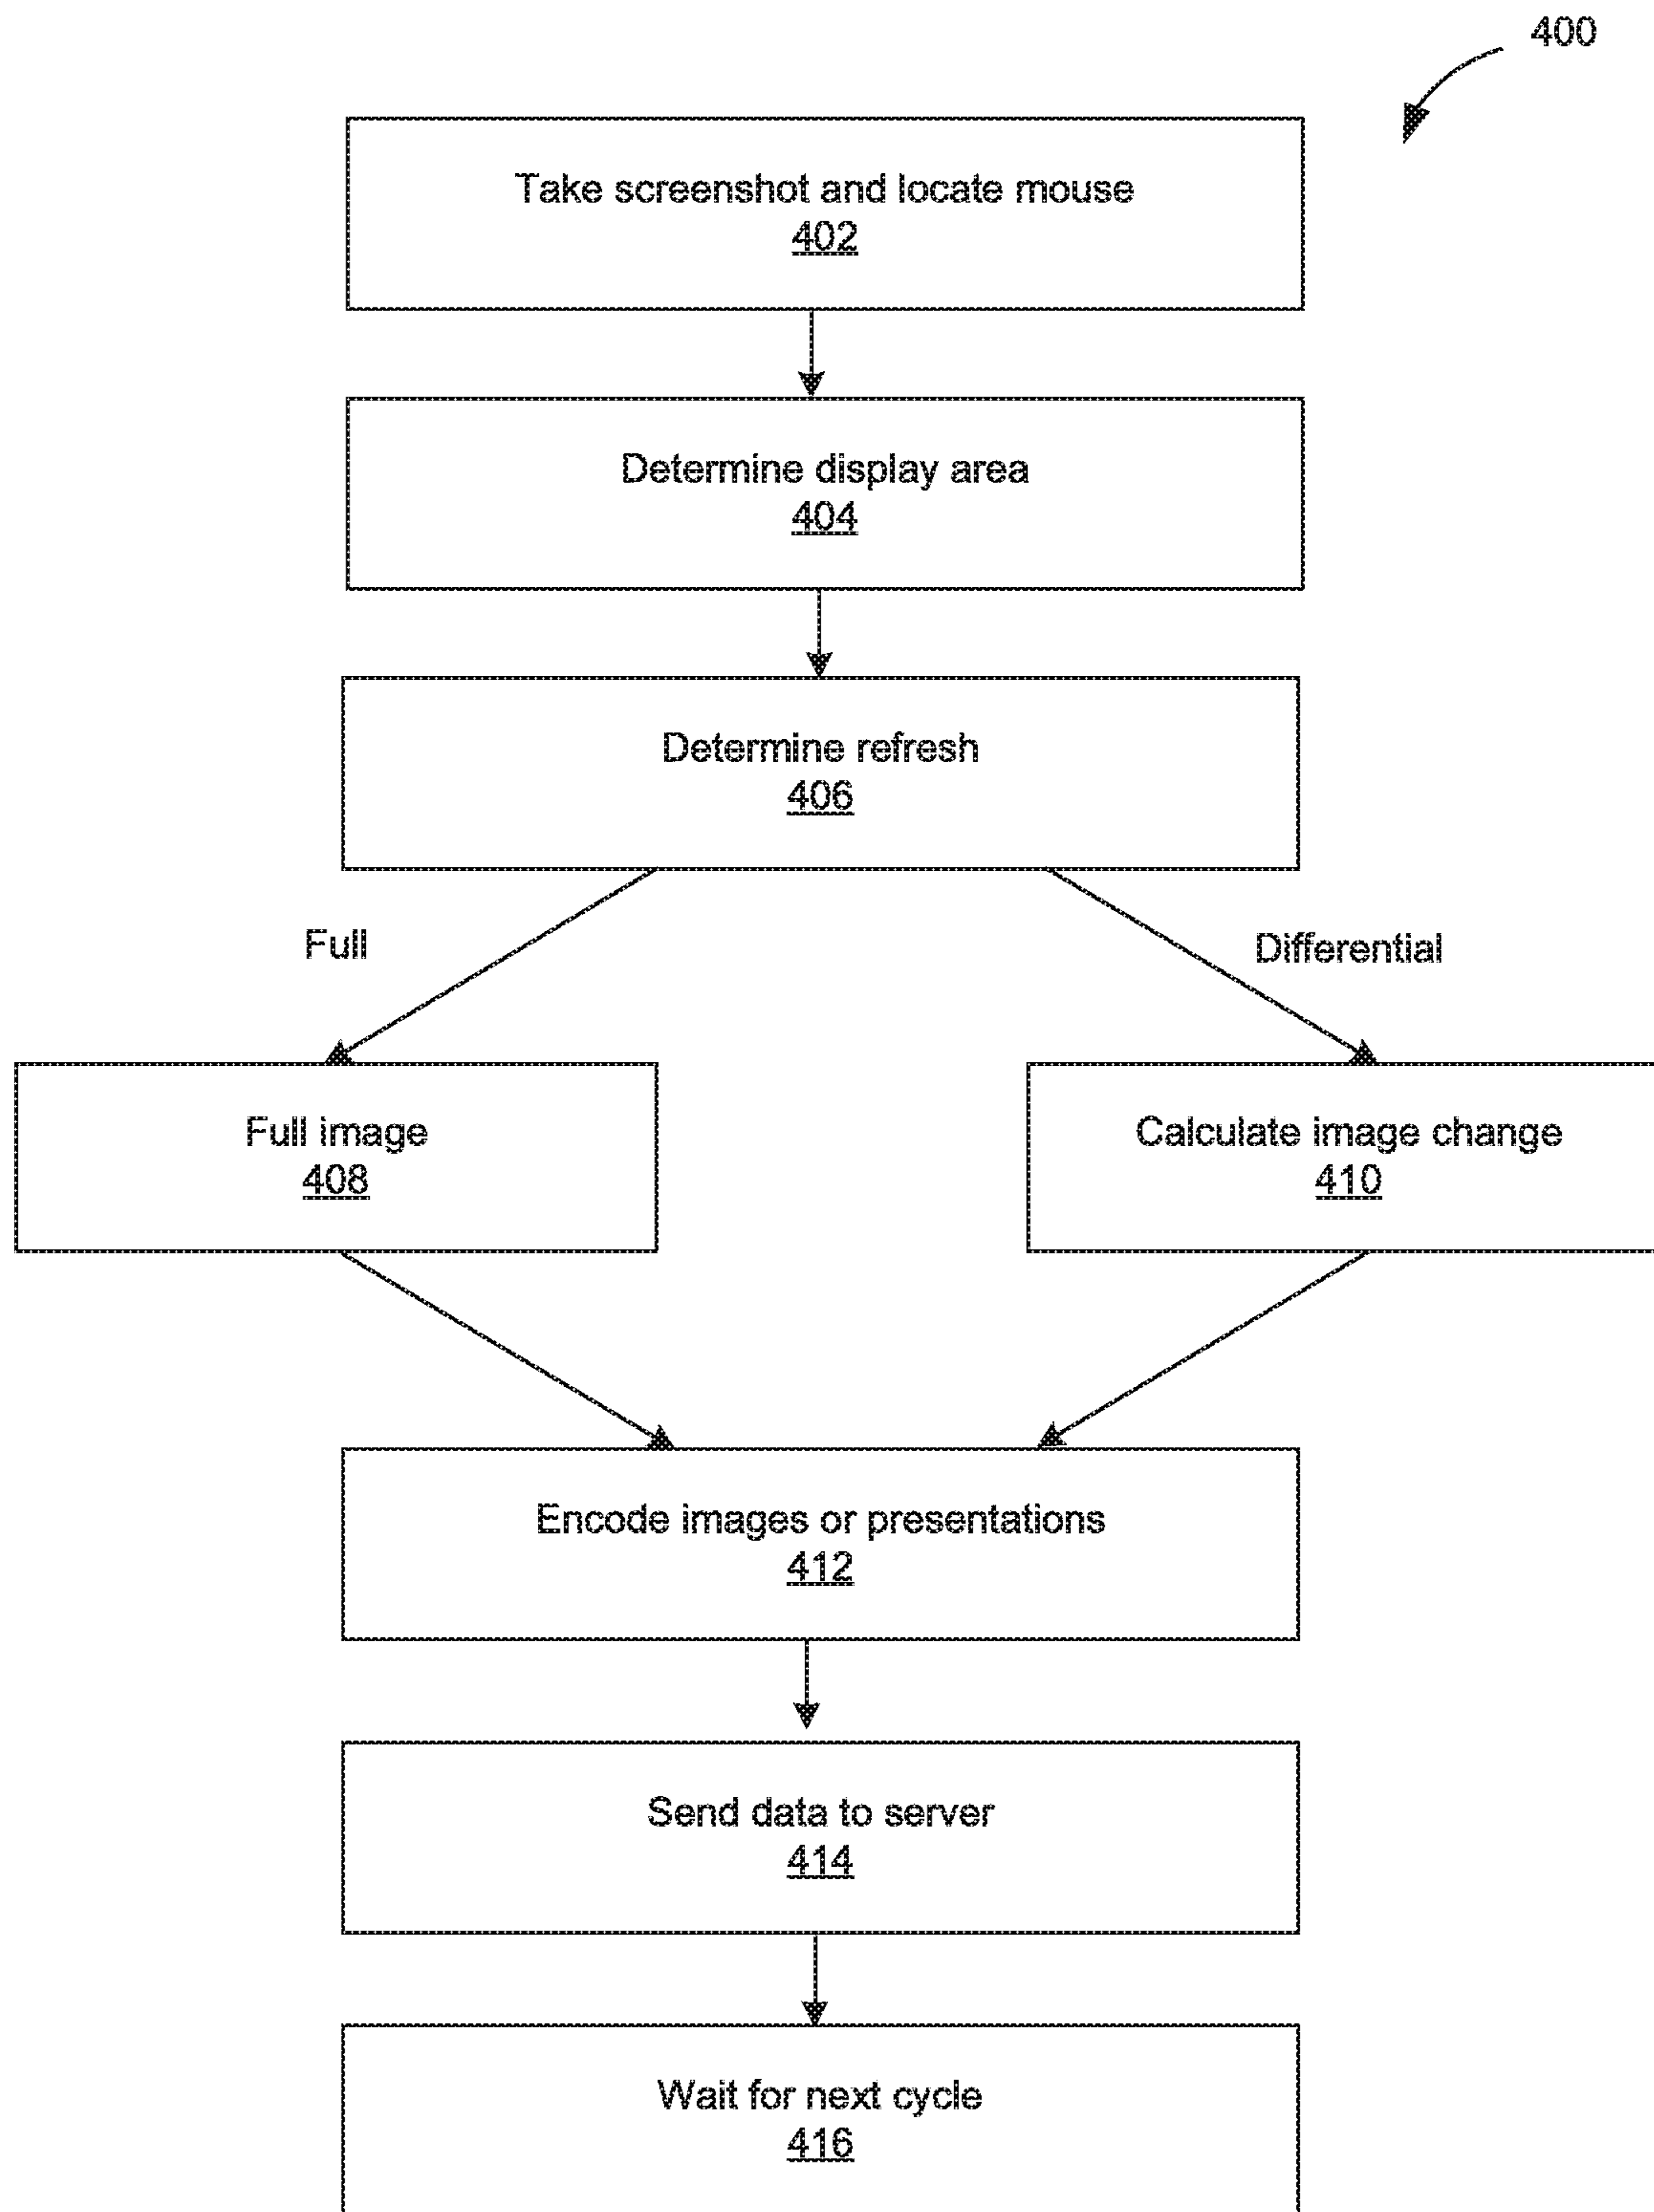 400
Take screenshot and locate mouse
402
Determine display area
404
Determine refresh
406
Full
Differential
Full image
408
Calculate image change
410
Encode images or presentations
412
Send data to server
414
Wait for next cycle
416